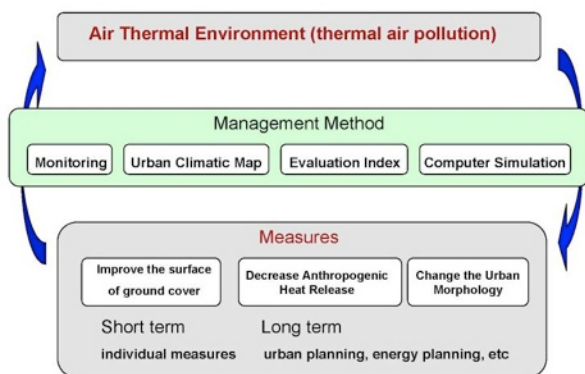 Air Thermal Environment (thermal air pollution)
Management Method
Monitoring
Urban Climatic Map
Evaluation Index
Computer Simulation
Measures
Improve the surface
of ground cover
Decrease Anthropogenic
Heat Release
Change the Urban
Morphology
Short term
Long term
individual measures
urban planning, energy planning, etc